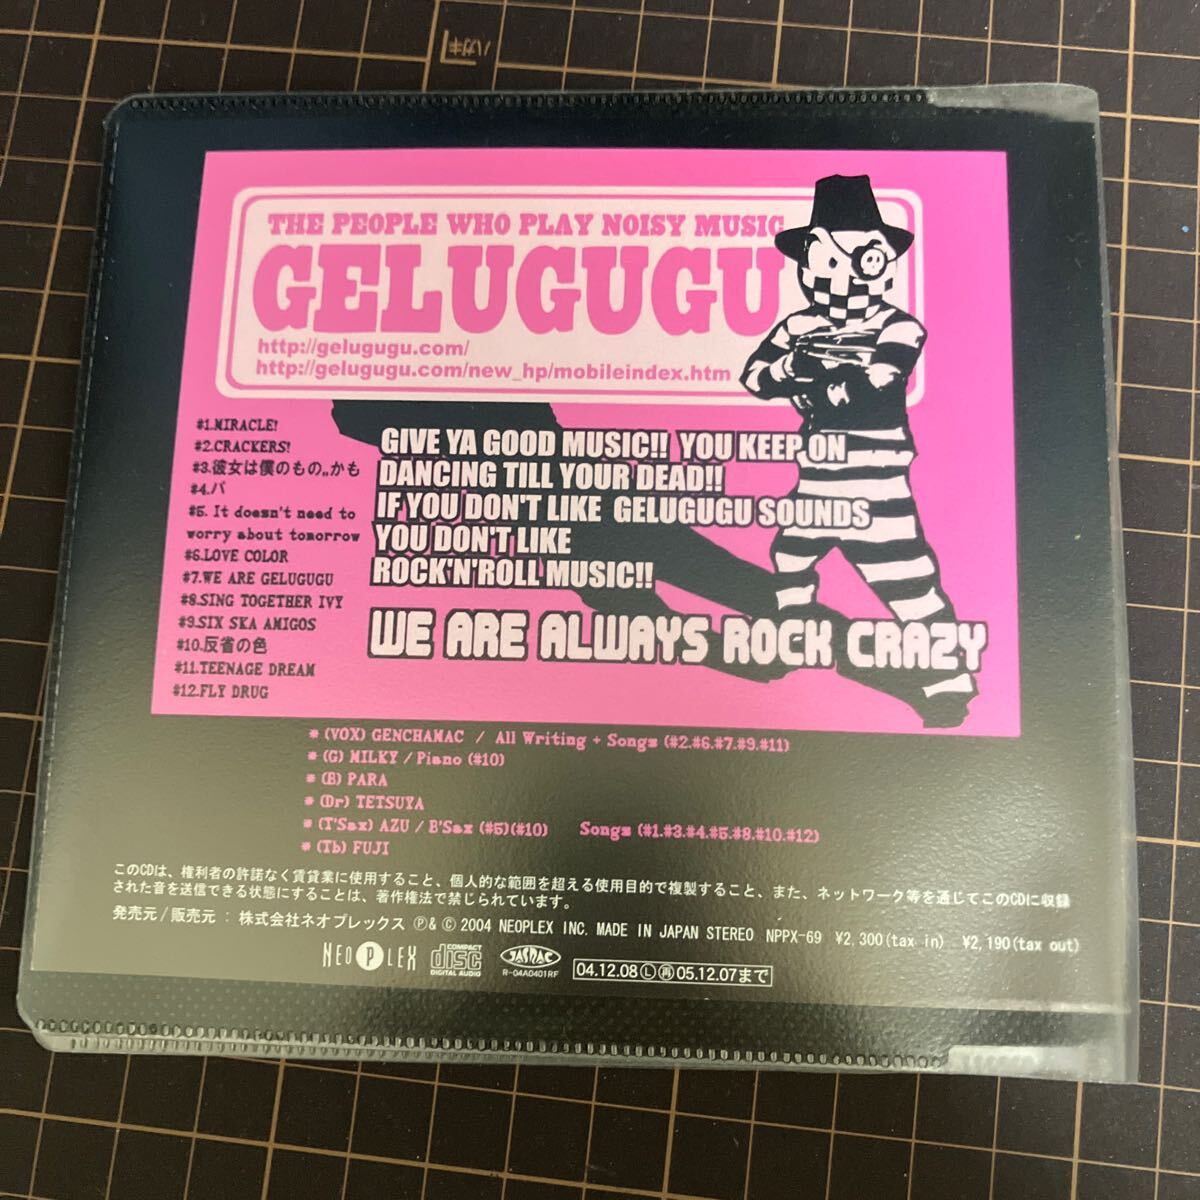 THE PEOPLE WHO PLAY NOISY MUSIC
GELUGUGU
http://gelugugu.com/
http://gelugugu.com/new_hp/mobileindex.htm
#1.MIRACLE!
#2.CRACKERS!
#3.彼女は僕のもの。。かも
#4.バ
#5. It doesn't need to
worry about tomorrow
#6.LOVE COLOR
#7.WE ARE GELUGUGU
#8.SING TOGETHER IVY
#9.SIX SKA AMIGOS
#10.反省の色
#11.TEENAGE DREAM
#12.FLY DRUG
GIVE YA GOOD MUSIC!! YOU KEEP ON
DANCING TILL YOUR DEAD!!
IF YOU DON'T LIKE GELUGUGU SOUNDS
YOU DON'T LIKE
ROCK'N'ROLL MUSIC!!
WE ARE ALWAYS ROCK CRAZY
* (VOX) GENCHAMAC / All Writing + Songs (#2.#6.#7.#9.#11)
* (G) MILKY / Piano (#10)
* (B) PARA
* (Dr) TETSUYA
* (T'Sax) AZU / B'Sax (#5)(#10) Songs (#1.#3.#4.#5.#8.#10.#12)
* (Tb) FUJI
このCDは、権利者の許諾なく賃貸業に使用すること、個人的な範囲を超える使用目的で複製すること、また、ネットワーク等を通じてこのCDに収録
された音を送信できる状態にすることは、著作権法で禁じられています。
発売元/販売元：株式会社ネオプレックス Ⓟ& © 2004 NEOPLEX INC. MADE IN JAPAN STEREO NPPX-69 ¥2,300(tax in) ¥2,190(tax out)
NEOPLEX COMPACT disc DIGITAL AUDIO JASRAC R-04A0401RF 04.12.08Ⓛ㊢05.12.07まで